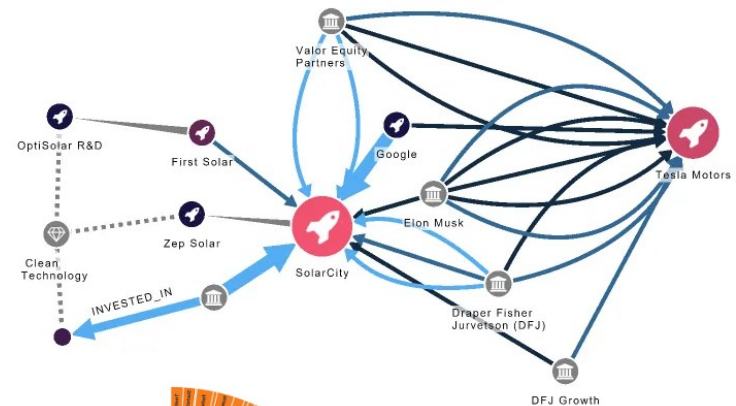 Valor Equity
Partners
OptiSolar R&D
First Solar
Google
Tesla Motors
Elon Musk
Zep Solar
SolarCity
Clean
Technology
INVESTED_IN
Draper Fisher
Jurvetson (DFJ)
DFJ Growth